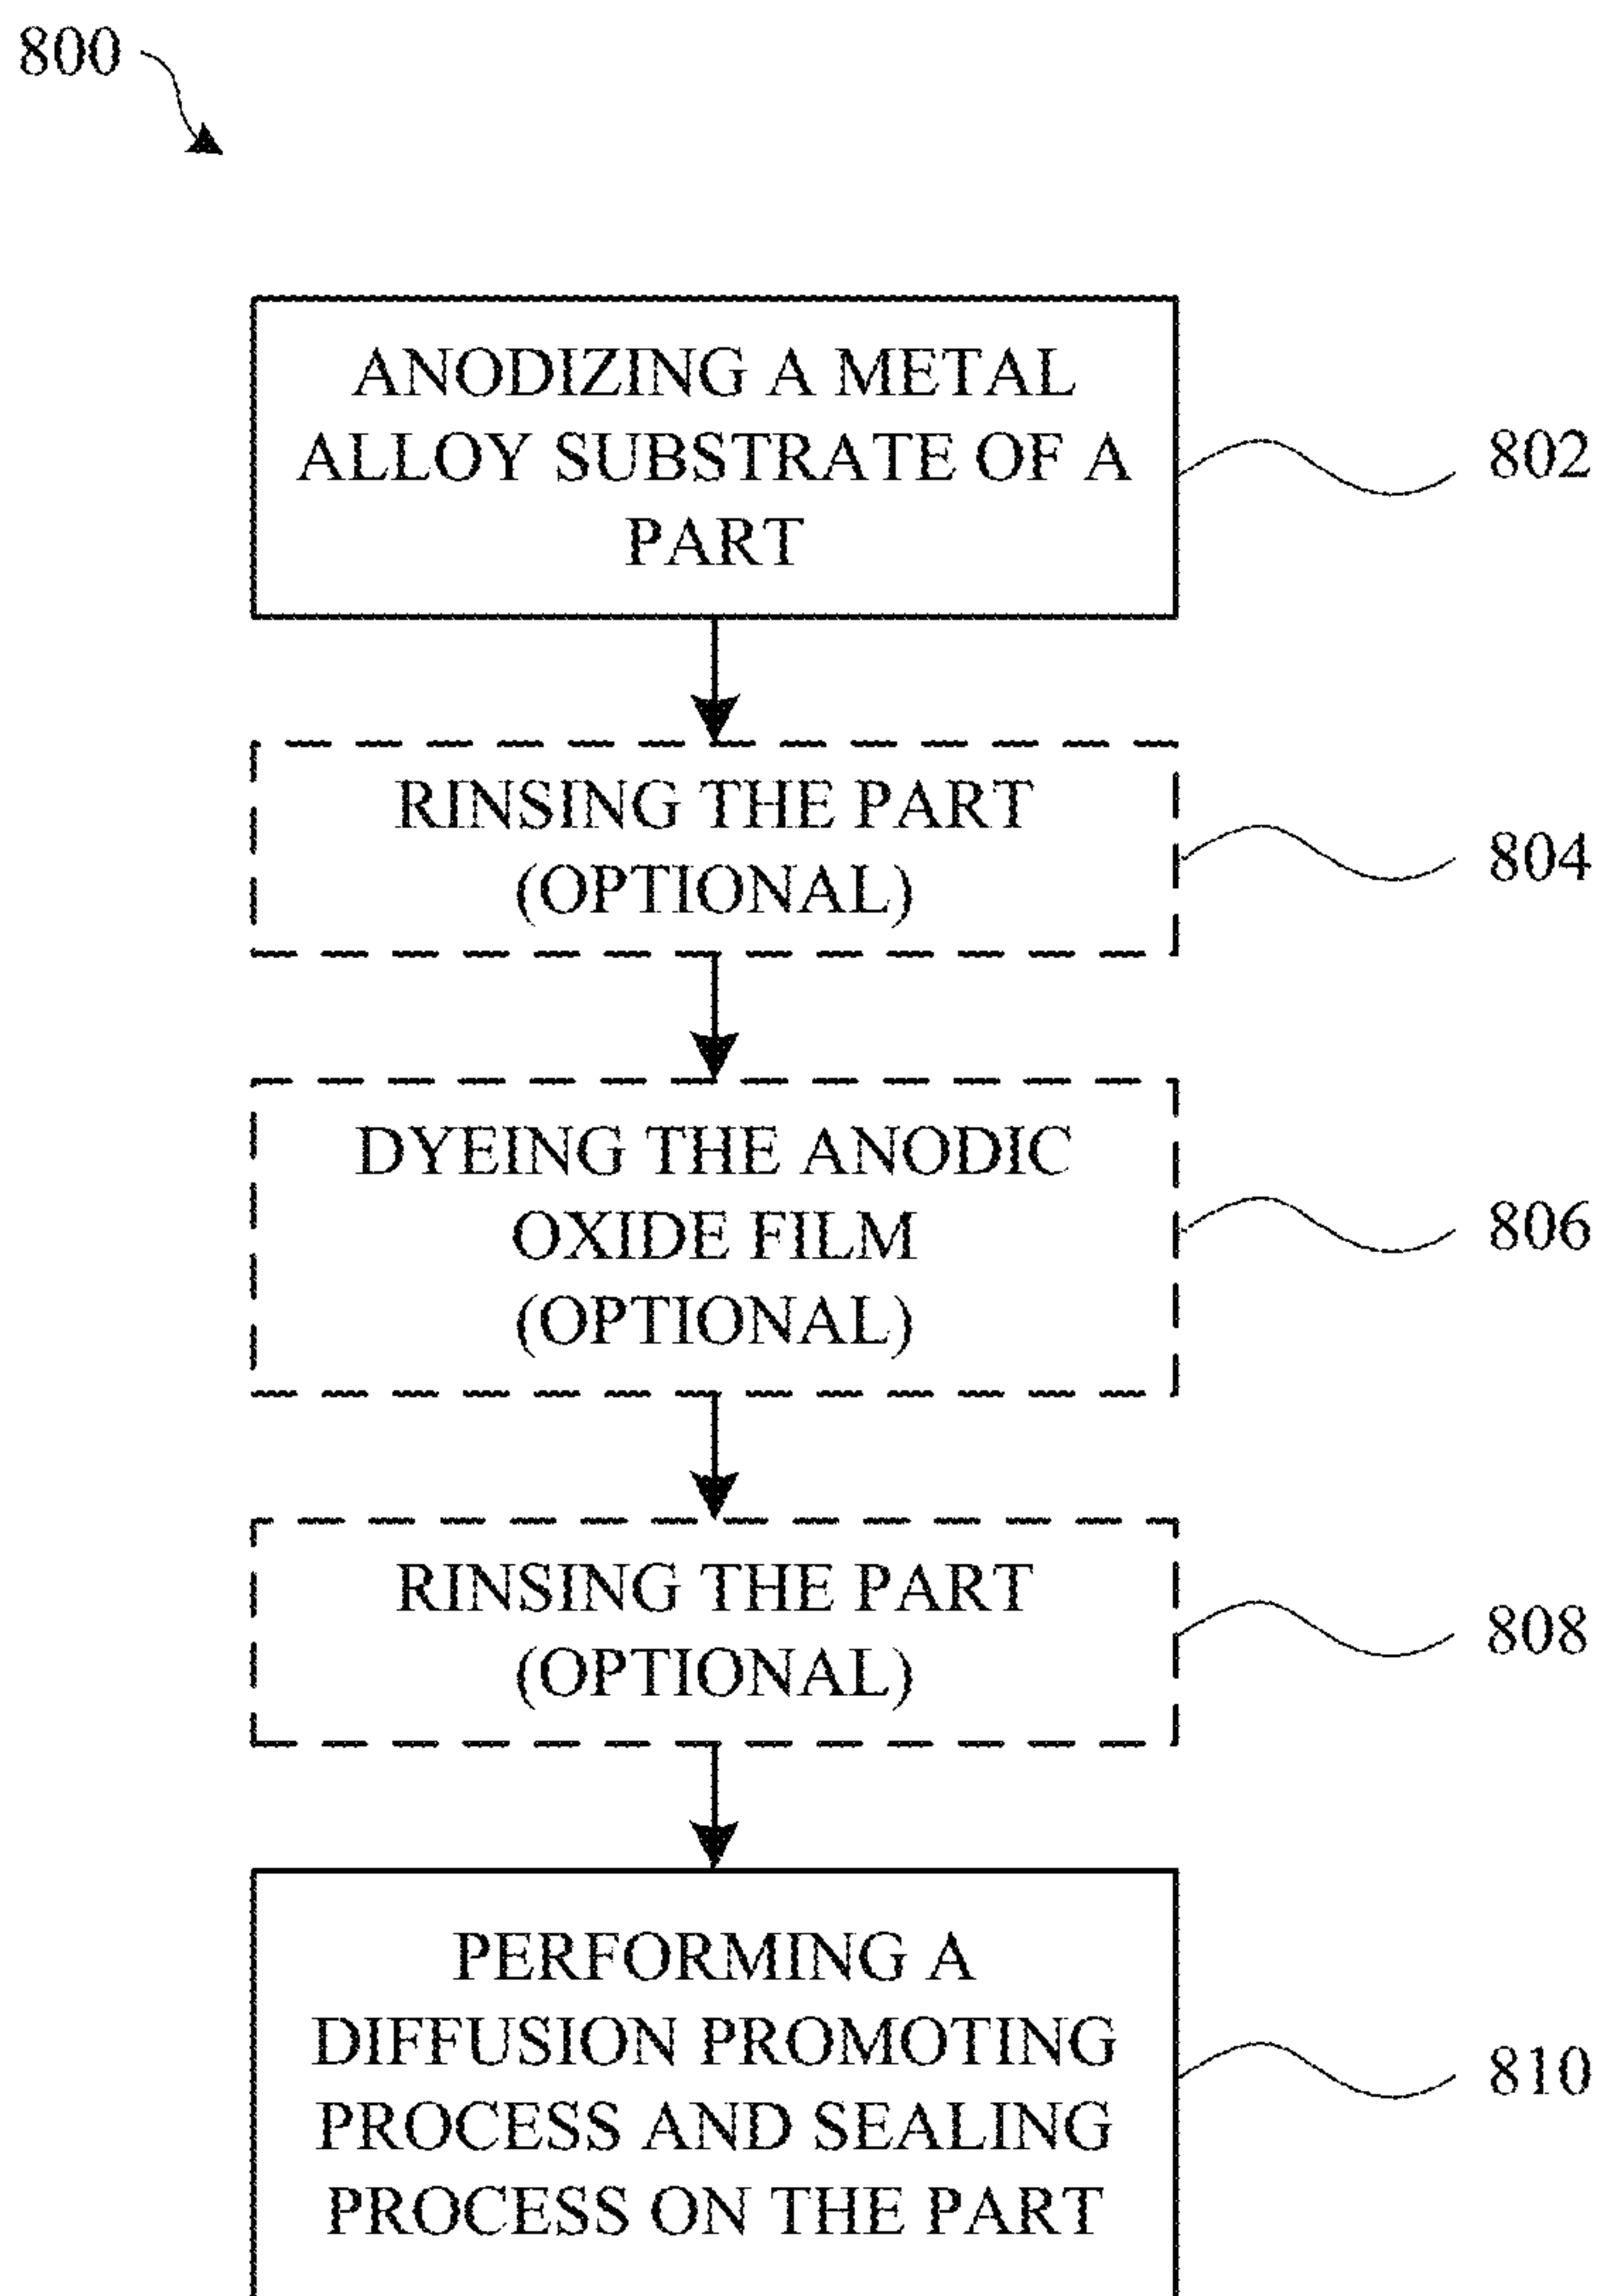 800
ANODIZING A METAL
ALLOY SUBSTRATE OF A
PART
802
RINSING THE PART
(OPTIONAL)
804
DYEING THE ANODIC
OXIDE FILM
(OPTIONAL)
806
RINSING THE PART
(OPTIONAL)
808
PERFORMING A
DIFFUSION PROMOTING
PROCESS AND SEALING
PROCESS ON THE PART
810